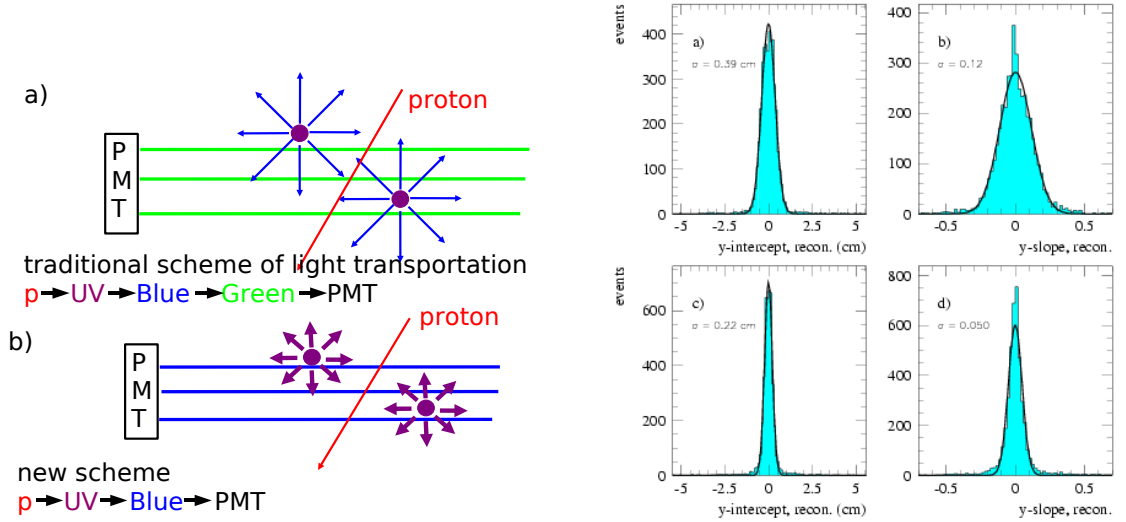 a)
proton
P
M
T
traditional scheme of light transportation
p UV Blue Green PMT
b)
proton
P
M
T
new scheme
p UV Blue PMT
events
400
300
200
100
0
a)
σ = 0.39 cm
-5 -2.5 0 2.5 5
y-intercept, recon. (cm)
400
300
200
100
0
b)
σ = 0.12
-0.5 0 0.5
y-slope, recon.
events
600
400
200
0
c)
σ = 0.22 cm
-5 -2.5 0 2.5 5
y-intercept, recon. (cm)
800
600
400
200
0
d)
σ = 0.050
-0.5 0 0.5
y-slope, recon.